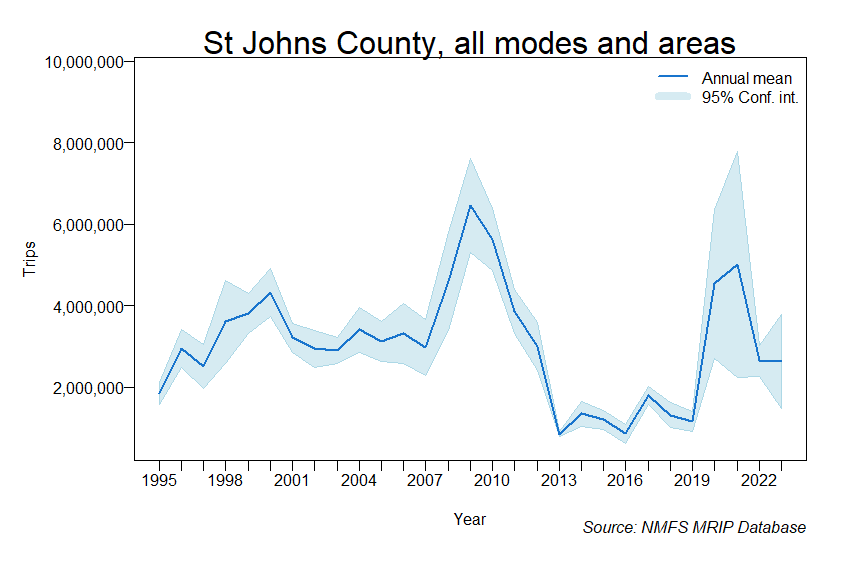 St Johns County, all modes and areas
10,000,000
Annual mean
95% Conf. int.
8,000,000
6,000,000
Trips
4,000,000
2,000,000
1995 1998 2001 2004 2007 2010 2013 2016 2019 2022
Year
Source: NMFS MRIP Database